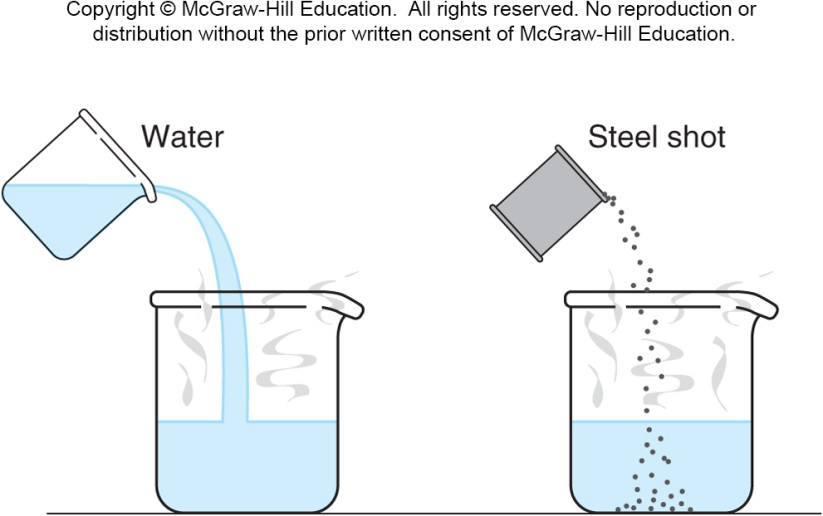 Copyright © McGraw-Hill Education.  All rights reserved. No reproduction or
distribution without the prior written consent of McGraw-Hill Education.
Water
Steel shot